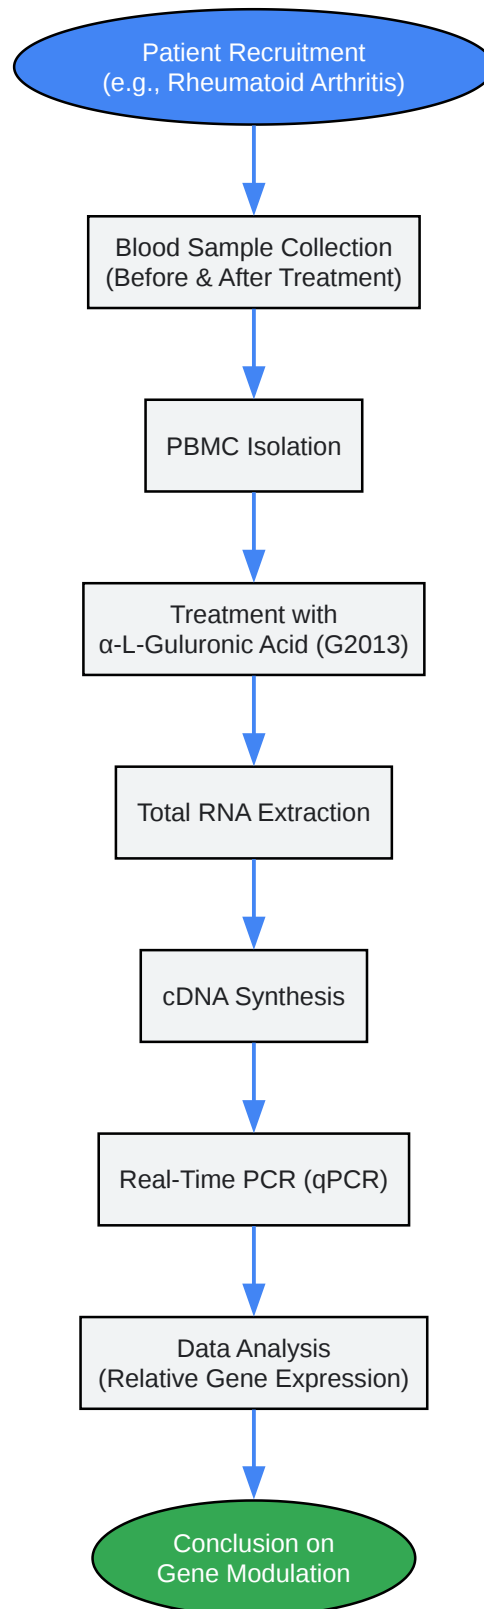 Patient Recruitment
(e.g., Rheumatoid Arthritis)
Blood Sample Collection
(Before & After Treatment)
PBMC Isolation
Treatment with
α-L-Guluronic Acid (G2013)
Total RNA Extraction
cDNA Synthesis
Real-Time PCR (qPCR)
Data Analysis
(Relative Gene Expression)
Conclusion on
Gene Modulation